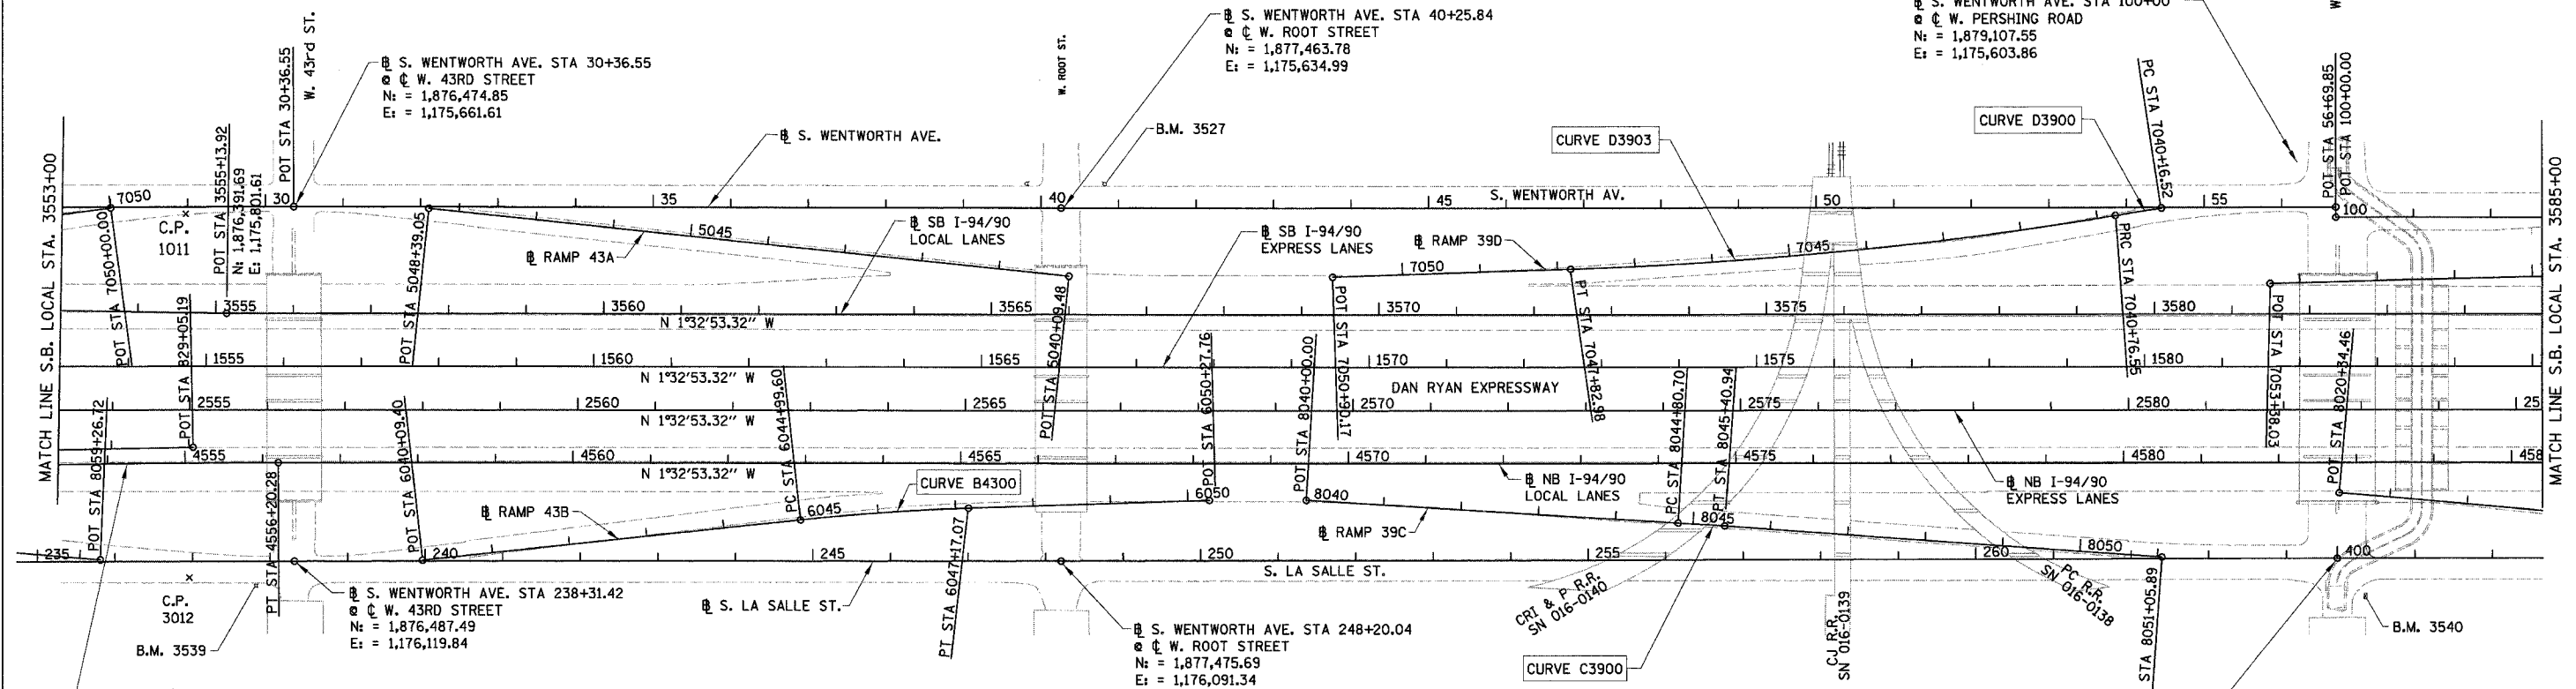 W. 43rd ST.
POT STA 30+36.55
℄ S. WENTWORTH AVE. STA 30+36.55
@ ℄ W. 43RD STREET
N: = 1,876,474.85
E: = 1,175,661.61
W. ROOT ST.
℄ S. WENTWORTH AVE. STA 40+25.84
@ ℄ W. ROOT STREET
N: = 1,877,463.78
E: = 1,175,634.99
℄ S. WENTWORTH AVE. STA 100+00
@ ℄ W. PERSHING ROAD
N: = 1,879,107.55
E: = 1,175,603.86
W
℄ S. WENTWORTH AVE.
B.M. 3527
CURVE D3903
CURVE D3900
PC STA 7040+16.52
POT STA 56+69.85
POT STA 100+00.00
MATCH LINE S.B. LOCAL STA. 3553+00
MATCH LINE S.B. LOCAL STA. 3585+00
7050
30
35
40
45
S. WENTWORTH AV.
50
55
100
C.P.
1011
POT STA 7050+00.00
POT STA 3555+13.92
N: 1,876,391.69
E: 1,175,801.61
POT STA 5048+39.05
5045
℄ RAMP 43A
℄ SB I-94/90
LOCAL LANES
℄ SB I-94/90
EXPRESS LANES
℄ RAMP 39D
7050
7045
POT STA 5040+09.48
POT STA 7050+90.17
PT STA 7047+82.98
PRC STA 7040+76.55
POT STA 7053+38.03
3555
3560
3565
3570
3575
3580
N 1°32'53.32" W
POT STA 829+05.19
1555
1560
1565
1570
1575
1580
N 1°32'53.32" W
DAN RYAN EXPRESSWAY
POT STA 6050+27.76
POT STA 8040+00.00
PC STA 8044+80.70
PT STA 8045+40.94
POT STA 8020+34.46
2555
2560
2565
2570
2575
2580
25
N 1°32'53.32" W
POT STA 8059+26.72
POT STA 6040+09.40
PC STA 6044+99.60
4555
4560
4565
4570
4575
4580
458
N 1°32'53.32" W
PT STA 4556+20.28
℄ RAMP 43B
6045
CURVE B4300
6050
8040
℄ NB I-94/90
LOCAL LANES
℄ NB I-94/90
EXPRESS LANES
℄ RAMP 39C
8045
8050
235
240
245
250
255
260
400
S. LA SALLE ST.
C.P.
3012
B.M. 3539
℄ S. WENTWORTH AVE. STA 238+31.42
@ ℄ W. 43RD STREET
N: = 1,876,487.49
E: = 1,176,119.84
℄ S. LA SALLE ST.
PT STA 6047+17.07
℄ S. WENTWORTH AVE. STA 248+20.04
@ ℄ W. ROOT STREET
N: = 1,877,475.69
E: = 1,176,091.34
CRI & P R.R.
SN 016-0140
CURVE C3900
CJ R.R.
SN 016-0139
PC R.R.
SN 016-0138
STA 8051+05.89
B.M. 3540